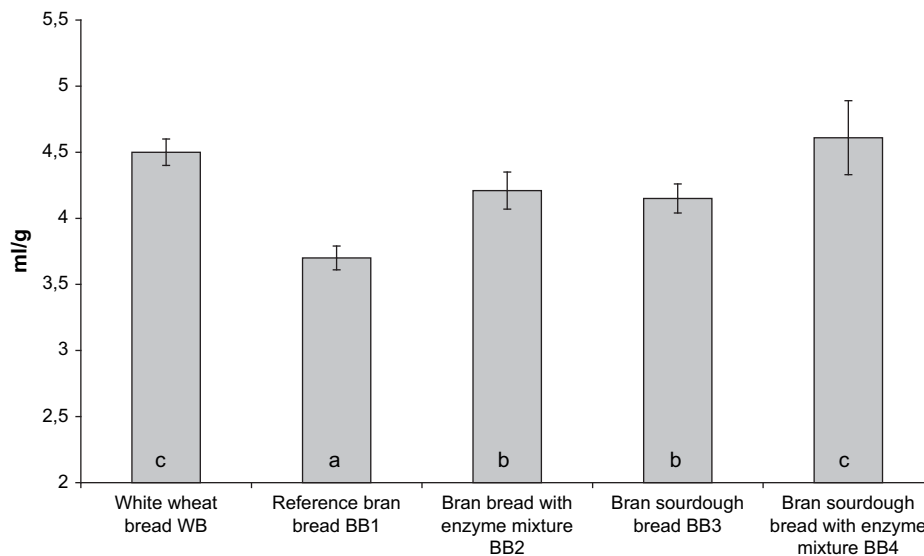 5,5
5
4,5
4
3,5
3
2,5
2
ml/g
c
a
b
b
c
White wheat
bread WB
Reference bran
bread BB1
Bran bread with
enzyme mixture
BB2
Bran sourdough
bread BB3
Bran sourdough
bread with enzyme
mixture BB4